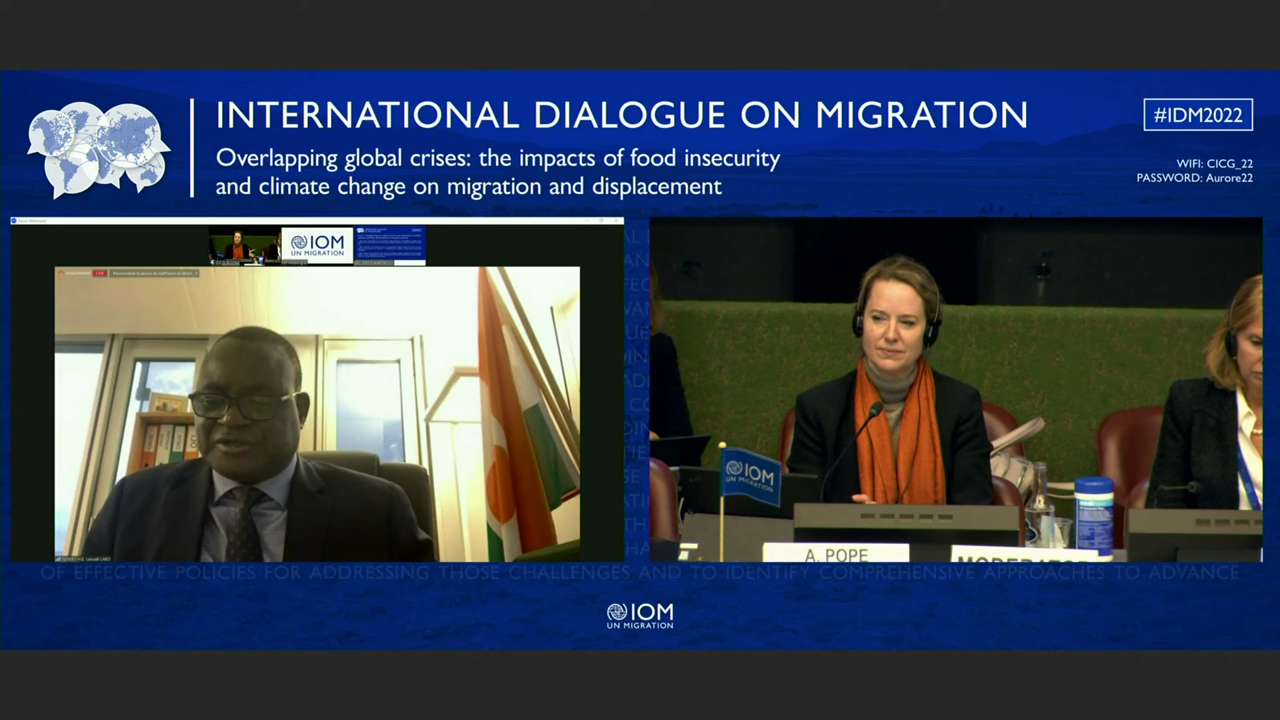 INTERNATIONAL DIALOGUE ON MIGRATION
#IDM2022
Overlapping global crises: the impacts of food insecurity
and climate change on migration and displacement
WIFI: CICG_22
PASSWORD: Aurore22
IOM
UN MIGRATION
LIVE
IOM
UN MIGRATION
A. POPE
MODERATOR
OF EFFECTIVE POLICIES FOR ADDRESSING THOSE CHALLENGES AND TO IDENTIFY COMPREHENSIVE APPROACHES TO ADVANCE
IOM
UN MIGRATION